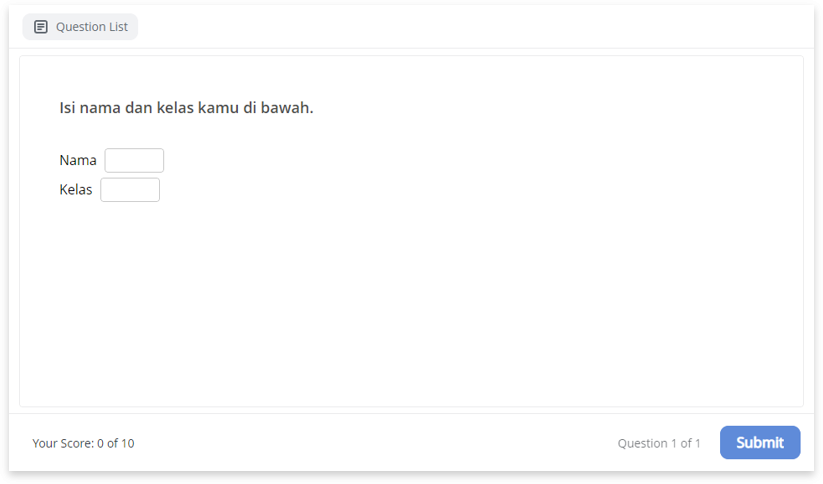 Question List
Isi nama dan kelas kamu di bawah.
Nama
Kelas
Your Score: 0 of 10
Question 1 of 1
Submit